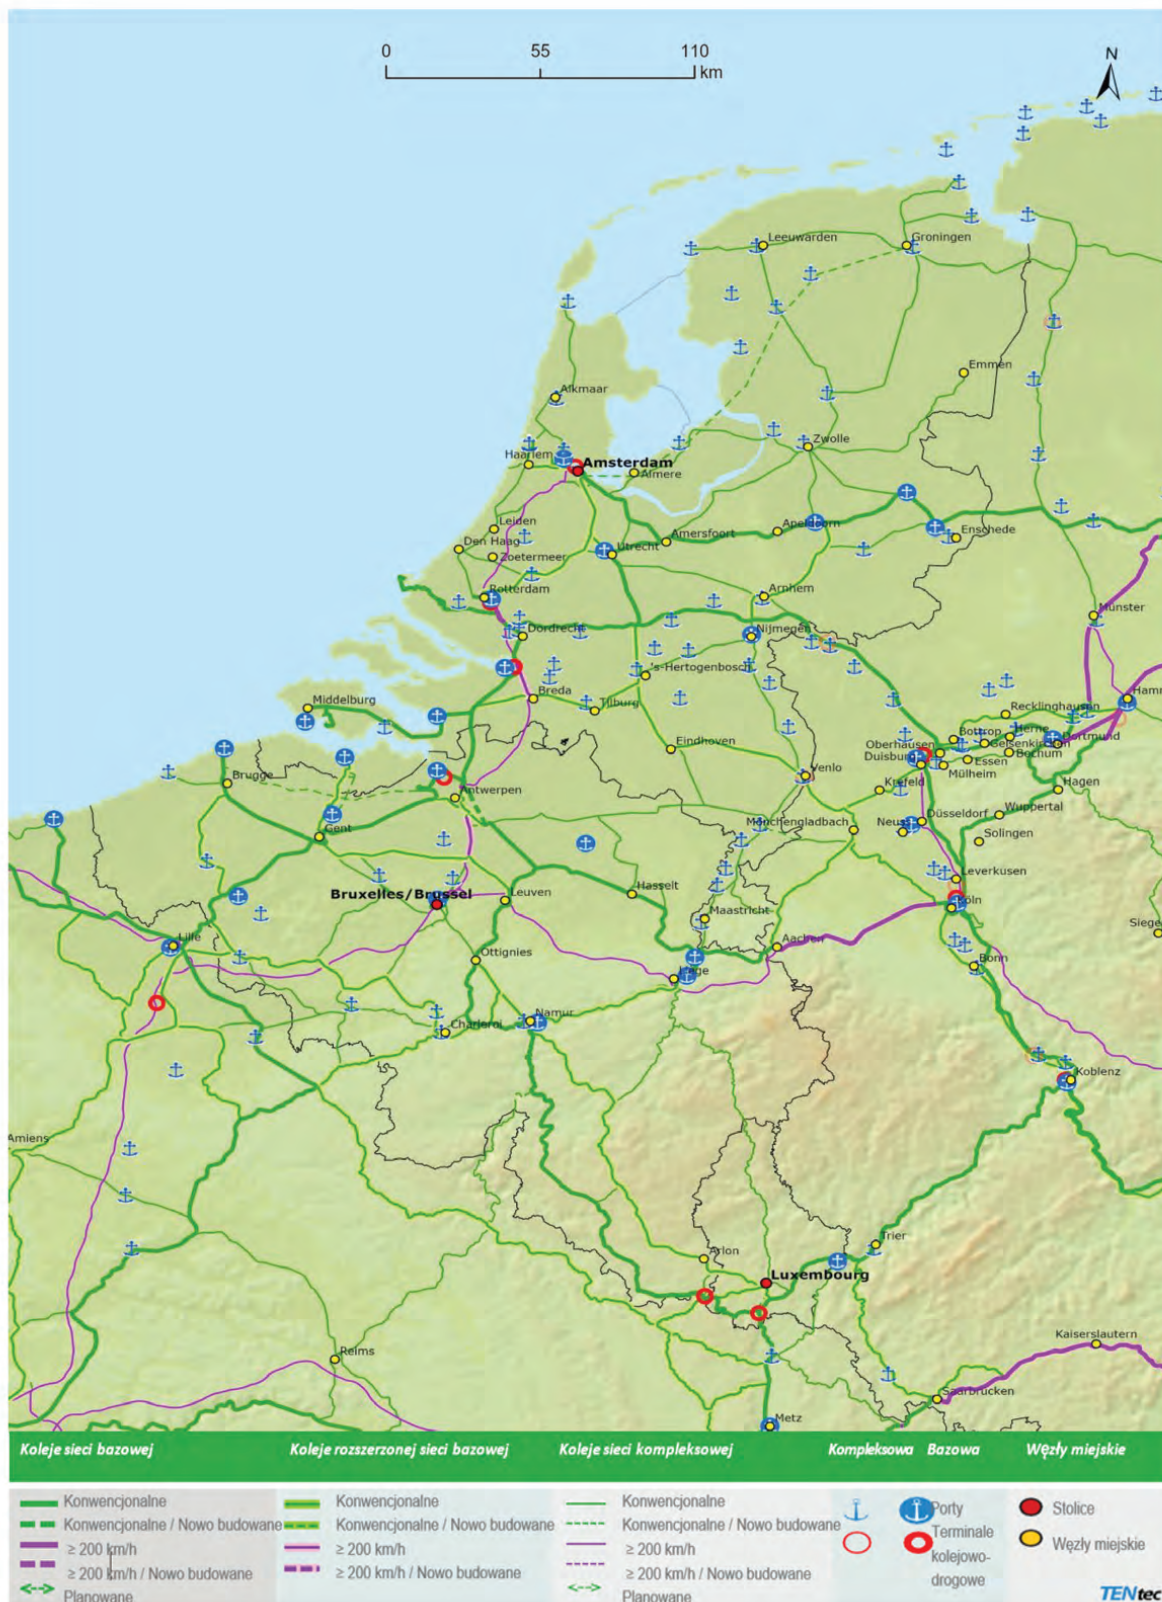 0 55 110
km
N
Leeuwarden
Groningen
Emmen
Alkmaar
Zwolle
Haarlem
Amsterdam
Almere
Leiden
Apeldoorn
Enschede
Den Haag
Utrecht
Amersfoort
Zoetermeer
Rotterdam
Arnhem
Münster
Dordrecht
Nijmegen
's-Hertogenbosch
Middelburg
Breda
Tilburg
Hamm
Recklinghausen
Herne
Bottrop
Gelsenkirchen
Dortmund
Eindhoven
Oberhausen
Bochum
Duisburg
Essen
Mülheim
Venlo
Brugge
Krefeld
Hagen
Antwerpen
Wuppertal
Gent
Mönchengladbach
Neuss
Düsseldorf
Solingen
Leverkusen
Bruxelles/Brussel
Leuven
Hasselt
Köln
Maastricht
Siege
Lille
Aachen
Ottignies
Bonn
Liège
Namur
Charleroi
Koblenz
Amiens
Trier
Arlon
Luxembourg
Kaiserslautern
Reims
Saarbrücken
Metz
Koleje sieci bazowej Koleje rozszerzonej sieci bazowej Koleje sieci kompleksowej Kompleksowa Bazowa Węzły miejskie
Konwencjonalne Konwencjonalne Konwencjonalne Porty Stolice
Konwencjonalne / Nowo budowane Konwencjonalne / Nowo budowane Konwencjonalne / Nowo budowane Terminale
≥ 200 km/h ≥ 200 km/h ≥ 200 km/h kolejowo- Węzły miejskie
≥ 200 km/h / Nowo budowane ≥ 200 km/h / Nowo budowane ≥ 200 km/h / Nowo budowane drogowe
Planowane Planowane
TENtec